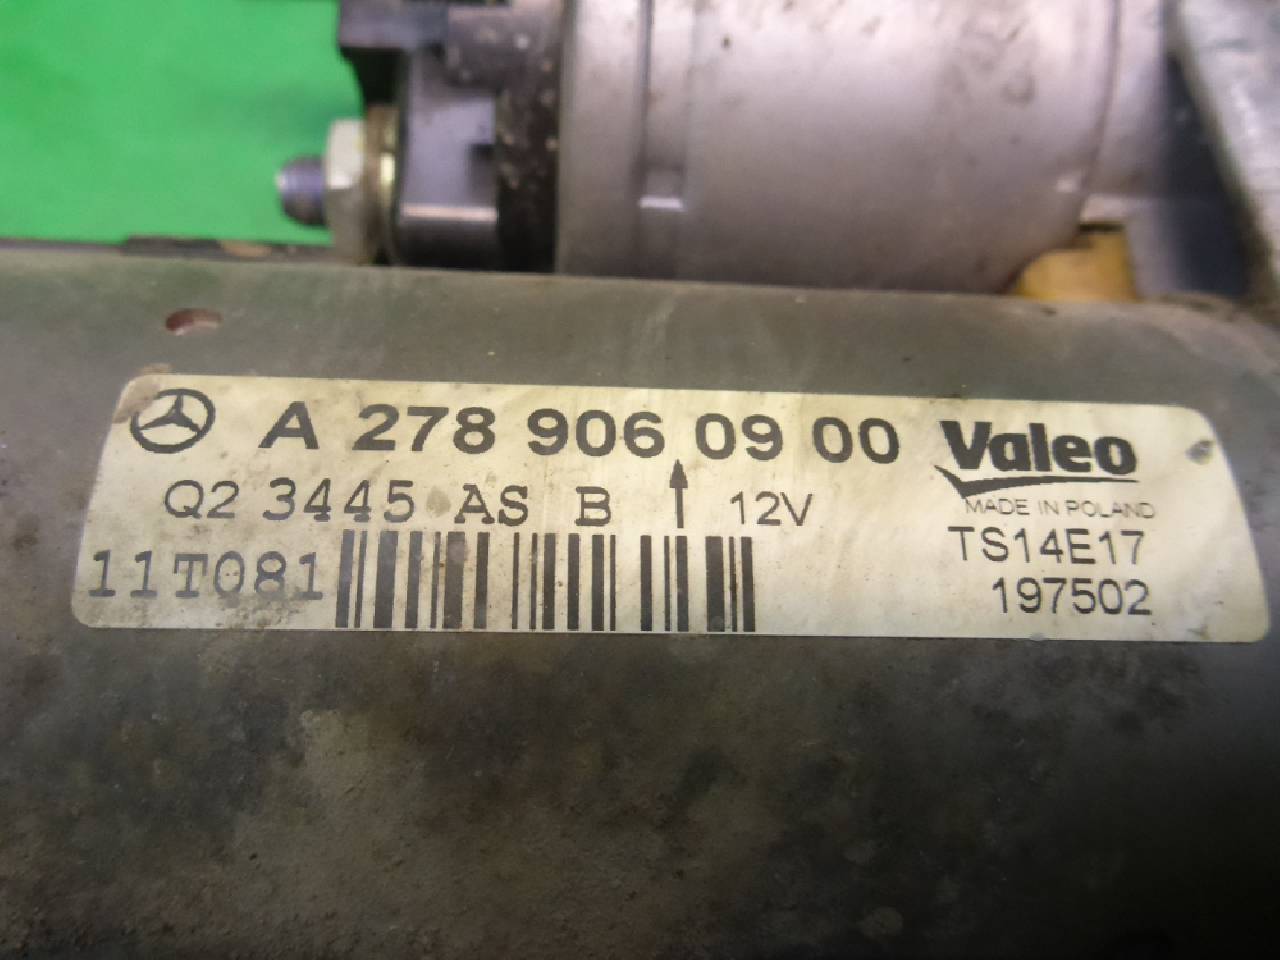 A 278 906 09 00 Valeo
MADE IN POLAND
Q2 3445 AS B 12V
TS14E17
11T081
197502